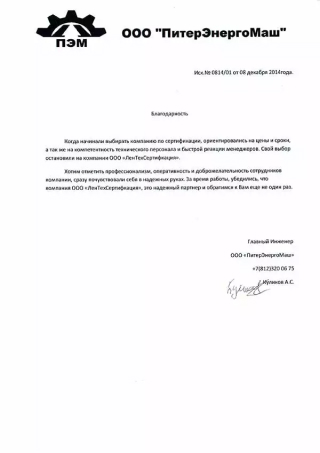 ПЭМ
ООО "ПитерЭнергоМаш"
Исх.№ 0814/01 от 08 декабря 2014года.
Благодарность
Когда начинали выбирать компанию по сертификации, ориентировались на цены и сроки,
а так же на компетентность технического персонала и быстрой реакции менеджеров. Свой выбор
остановили на компании ООО «ЛенТехСертификация».
Хотим отметить профессионализм, оперативность и доброжелательность сотрудников
компании, сразу почувствовали себя в надежных руках. За время работы, убедились, что
компания ООО «ЛенТехСертификация», это надежный партнер и обратимся к Вам еще не один раз.
Главный Инженер
ООО «ПитерЭнергоМаш»
+7(812)320 06 75
Куликов А.С.